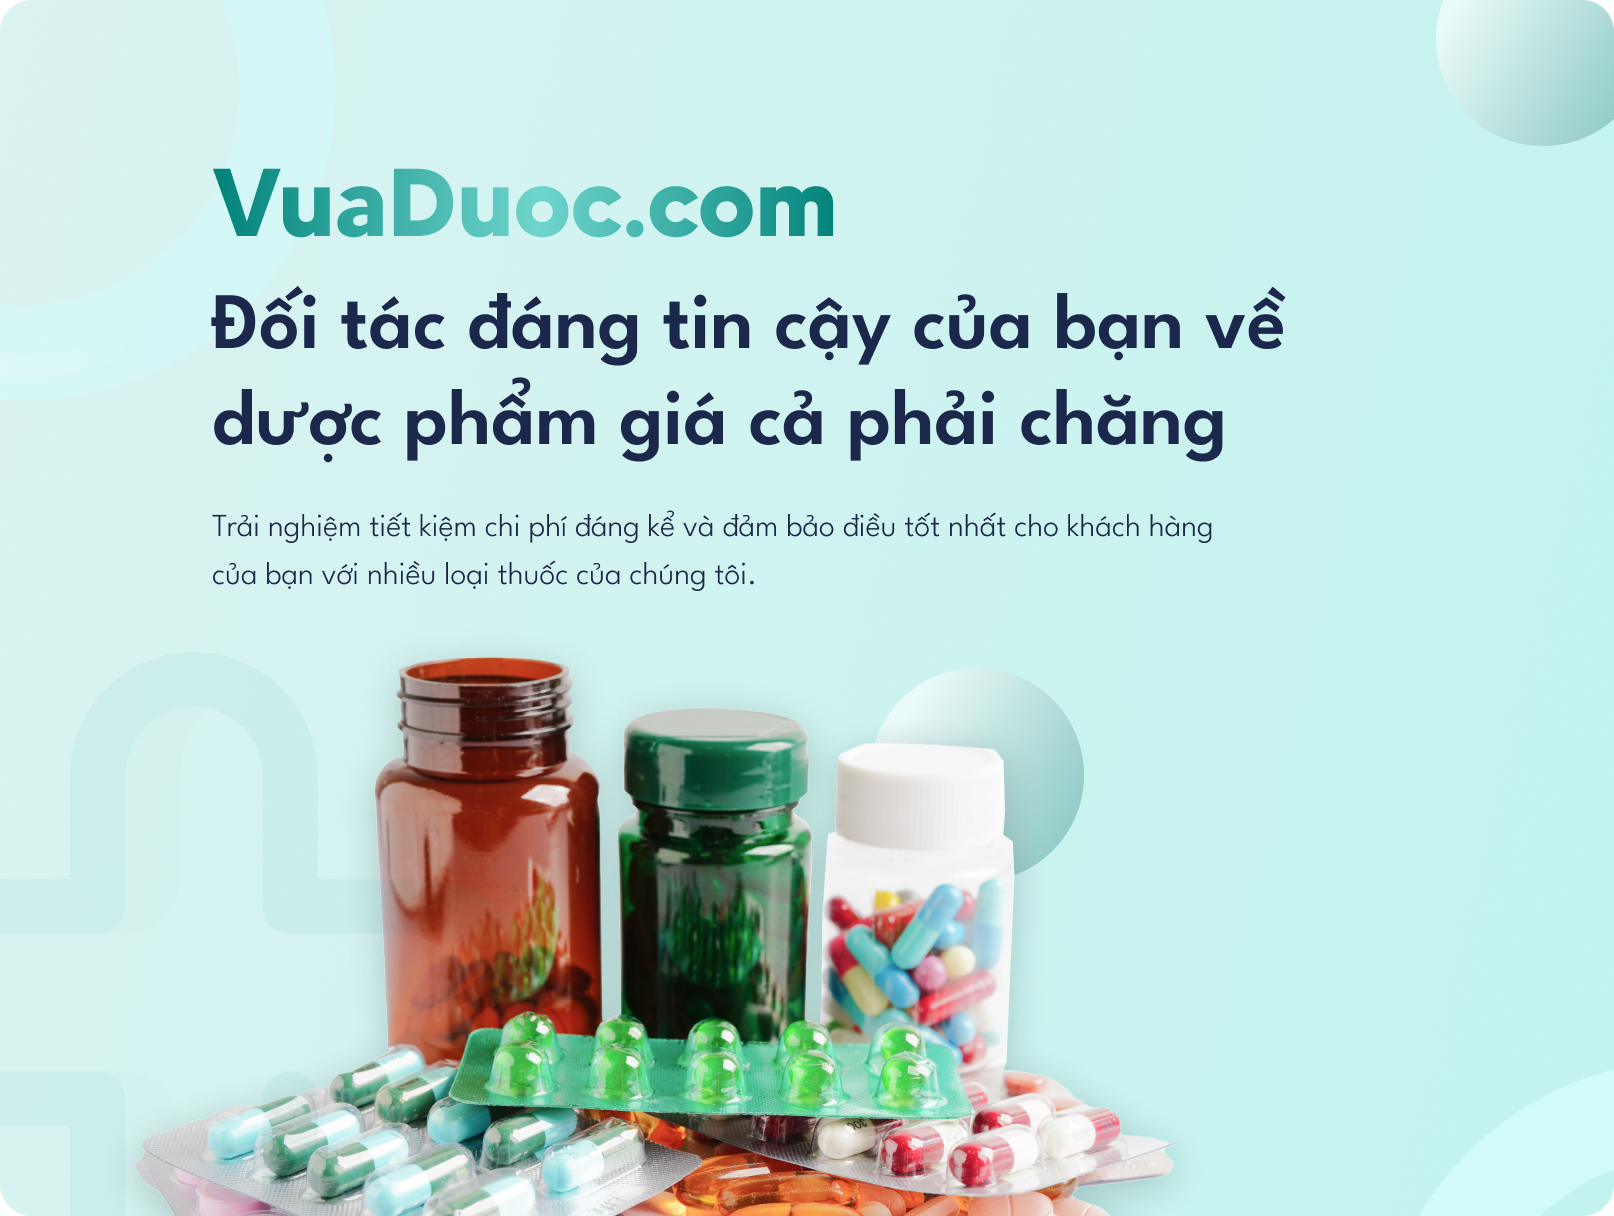 VuaDuoc.com
Đối tác đáng tin cậy của bạn về
dược phẩm giá cả phải chăng
Trải nghiệm tiết kiệm chi phí đáng kể và đảm bảo điều tốt nhất cho khách hàng
của bạn với nhiều loại thuốc của chúng tôi.